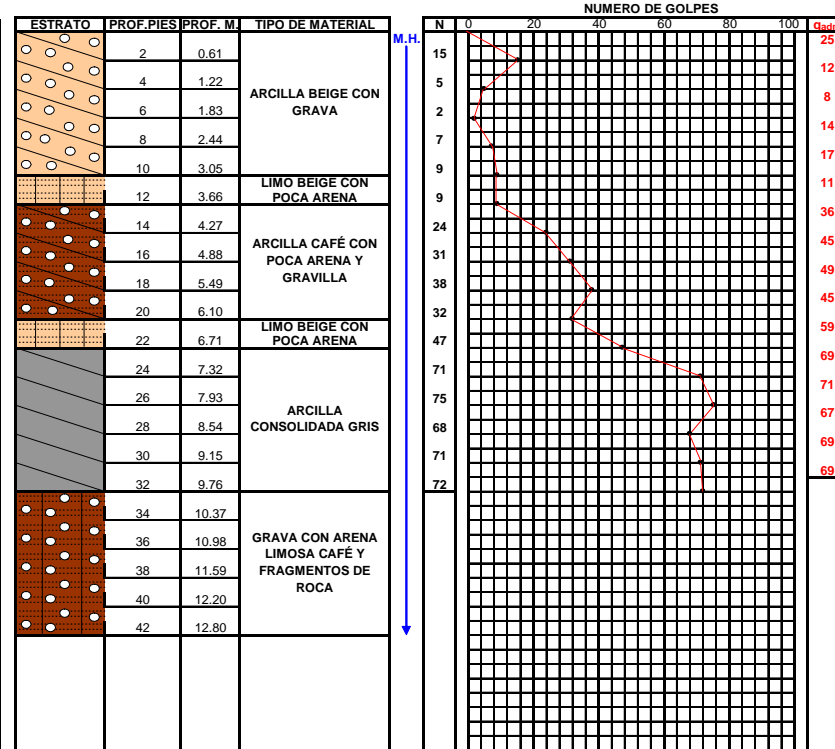 NUMERO DE GOLPES
ESTRATO PROF.PIES PROF. M. TIPO DE MATERIAL N 0 20 40 60 80 100
M.H. 25
2 0.61 15
12
4 1.22 5
ARCILLA BEIGE CON
GRAVA
8
6 1.83 2
14
8 2.44 7
17
10 3.05 9
LIMO BEIGE CON
POCA ARENA
11
12 3.66 9
36
14 4.27 24
ARCILLA CAFÉ CON
POCA ARENA Y
GRAVILLA
45
16 4.88 31
49
18 5.49 38
45
20 6.10 32
LIMO BEIGE CON
POCA ARENA
59
22 6.71 47
69
24 7.32 71
71
26 7.93 75
ARCILLA
CONSOLIDADA GRIS
67
28 8.54 68
69
30 9.15 71
69
32 9.76 72
34 10.37
GRAVA CON ARENA
LIMOSA CAFÉ Y
FRAGMENTOS DE
ROCA
36 10.98
38 11.59
40 12.20
42 12.80